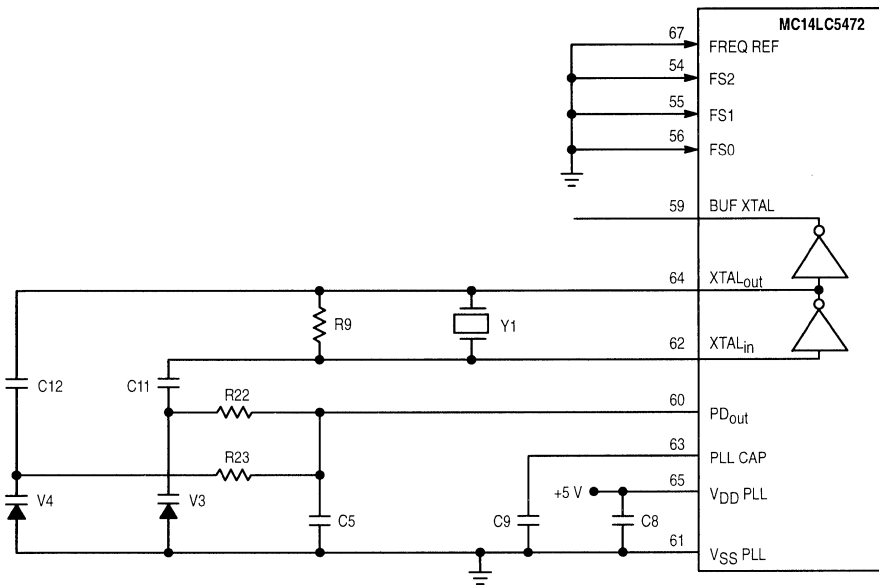 MC14LC5472
67 FREQ REF
54 FS2
55 FS1
56 FS0
59 BUF XTAL
64 XTALout
R9
Y1
62 XTALin
C12
C11
R22
60 PDout
63 PLL CAP
R23
65 VDD PLL
+5 V
V4
V3
C5
C9
C8
61 VSS PLL